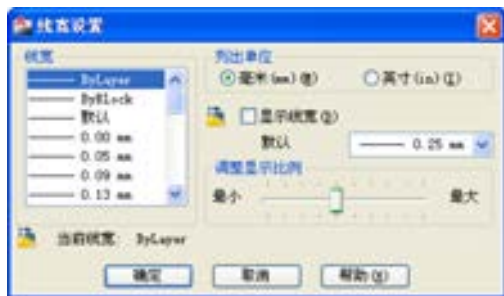 线宽设置
线宽
ByLayer
ByBlock
默认
0.00 mm
0.05 mm
0.09 mm
0.13 mm
列出单位
毫米(mm)(M)
英寸(in)(I)
显示线宽(D)
默认
0.25 mm
调整显示比例
最小
最大
当前线宽: ByLayer
确定
取消
帮助(H)